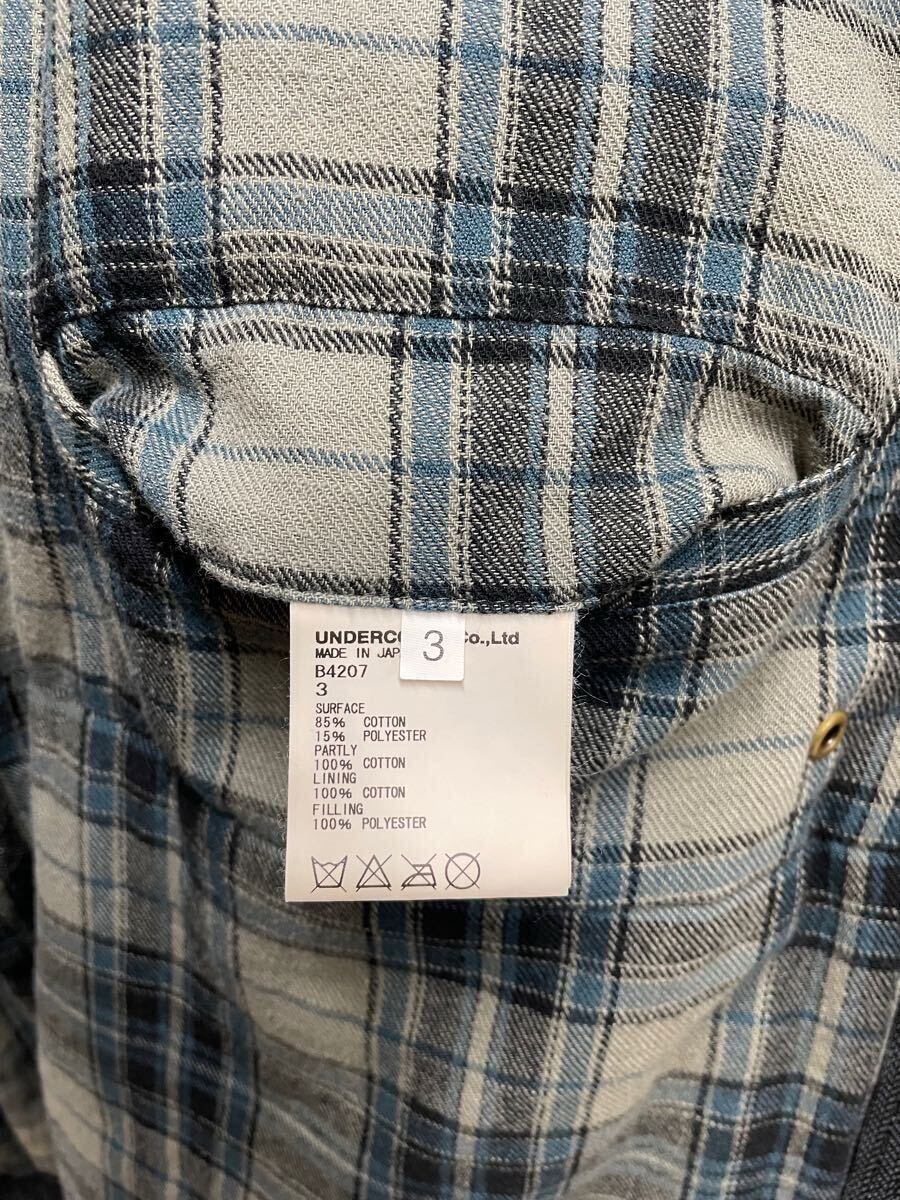 UNDERCO Co.,Ltd
3
MADE IN JAP
B4207
3
SURFACE
85% COTTON
15% POLYESTER
PARTLY
100% COTTON
LINING
100% COTTON
FILLING
100% POLYESTER